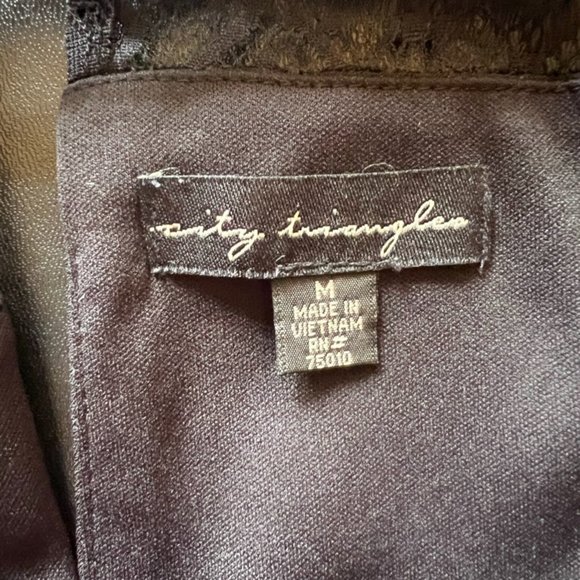 city triangles
M
MADE IN
VIETNAM
RN#
75010